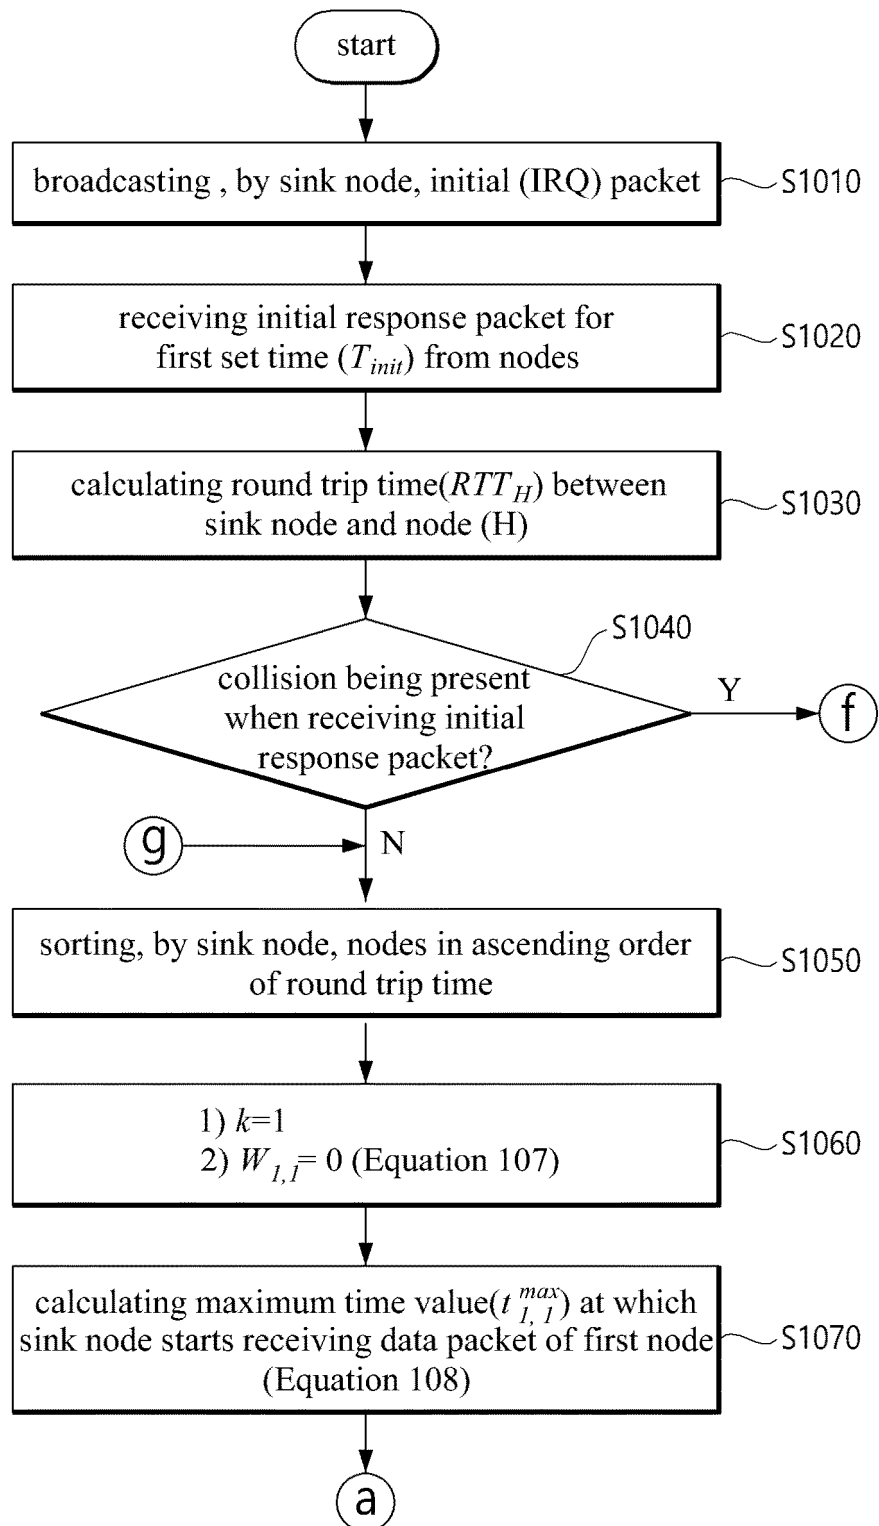 start
broadcasting , by sink node, initial (IRQ) packet
S1010
receiving initial response packet for
first set time (T_init) from nodes
S1020
calculating round trip time(RTT_H) between
sink node and node (H)
S1030
S1040
collision being present
when receiving initial
response packet?
Y
f
g
N
sorting, by sink node, nodes in ascending order
of round trip time
S1050
1) k=1
2) W_1,1= 0 (Equation 107)
S1060
calculating maximum time value(t_1,1^max) at which
sink node starts receiving data packet of first node
(Equation 108)
S1070
a